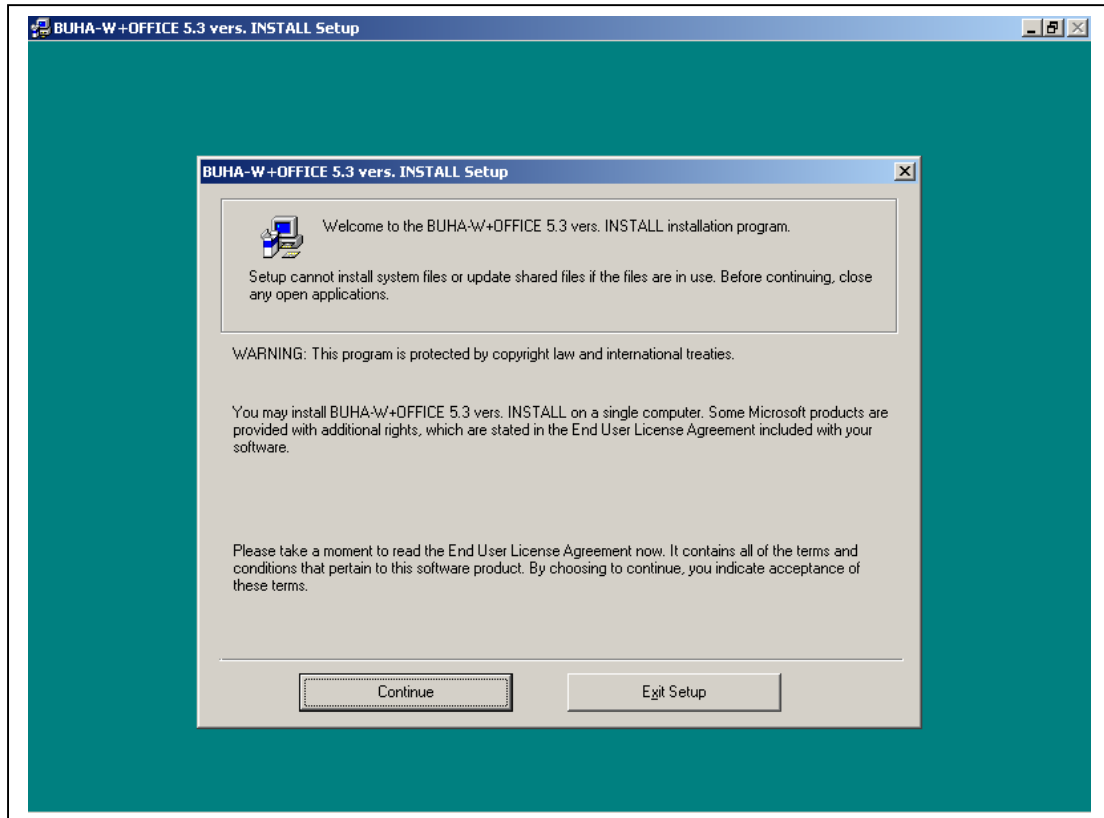 BUHA-W+OFFICE 5.3 vers. INSTALL Setup
BUHA-W+OFFICE 5.3 vers. INSTALL Setup
Welcome to the BUHA-W+OFFICE 5.3 vers. INSTALL installation program.
Setup cannot install system files or update shared files if the files are in use. Before continuing, close
any open applications.
WARNING: This program is protected by copyright law and international treaties.
You may install BUHA-W+OFFICE 5.3 vers. INSTALL on a single computer. Some Microsoft products are
provided with additional rights, which are stated in the End User License Agreement included with your
software.
Please take a moment to read the End User License Agreement now. It contains all of the terms and
conditions that pertain to this software product. By choosing to continue, you indicate acceptance of
these terms.
Continue
Exit Setup